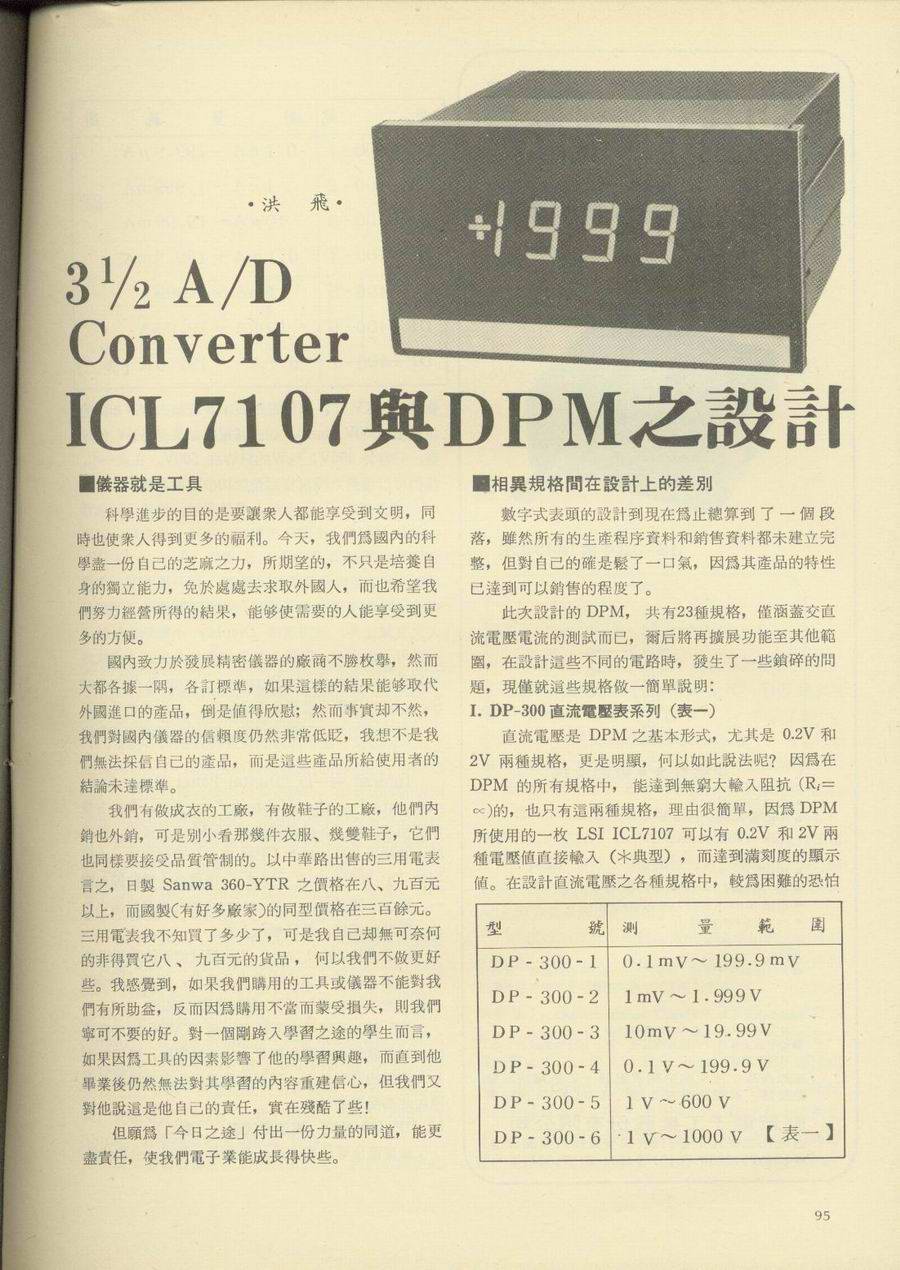 +1999
•洪 飛•
3½ A/D
Converter
ICL7107與DPM之設計
■儀器就是工具
科學進步的目的是要讓衆人都能享受到文明，同
時也使衆人得到更多的福利。今天，我們爲國內的科
學盡一份自己的芝麻之力，所期望的，不只是培養自
身的獨立能力，免於處處去求取外國人，而也希望我
們努力經營所得的結果，能够使需要的人能享受到更
多的方便。
國內致力於發展精密儀器的廠商不勝枚擧，然而
大都各據一隅，各訂標準，如果這樣的結果能够取代
外國進口的產品，倒是值得欣慰；然而事實却不然，
我們對國內儀器的信賴度仍然非常低貶，我想不是我
們無法採信自己的產品，而是這些產品所給使用者的
結論未達標準。
我們有做成衣的工廠，有做鞋子的工廠，他們內
銷也外銷，可是別小看那幾件衣服、幾雙鞋子，它們
也同樣要接受品質管制的。以中華路出售的三用電表
言之，日製 Sanwa 360-YTR 之價格在八、九百元
以上，而國製(有好多廠家)的同型價格在三百餘元。
三用電表我不知買了多少了，可是我自己却無可奈何
的非得買它八、九百元的貨品，何以我們不做更好
些。我感覺到，如果我們購用的工具或儀器不能對我
們有所助益，反而因爲購用不當而蒙受損失，則我們
寧可不要的好。對一個剛跨入學習之途的學生而言，
如果因爲工具的因素影響了他的學習興趣，而直到他
畢業後仍然無法對其學習的內容重建信心，但我們又
對他說這是他自己的責任，實在殘酷了些！
但願爲「今日之途」付出一份力量的同道，能更
盡責任，使我們電子業能成長得快些。
■相異規格間在設計上的差別
數字式表頭的設計到現在爲止總算到了一個段
落，雖然所有的生產程序資料和銷售資料都未建立完
整，但對自己的確是鬆了一口氣，因爲其產品的特性
已達到可以銷售的程度了。
此次設計的 DPM， 共有23種規格，僅涵蓋交直
流電壓電流的測試而已，爾后將再擴展功能至其他範
圍，在設計這些不同的電路時，發生了一些鎖碎的問
題，現僅就這些規格做一簡單說明：
I. DP-300 直流電壓表系列（表一）
直流電壓是 DPM 之基本形式，尤其是 0.2V 和
2V 兩種規格，更是明顯，何以如此說法呢？因爲在
DPM 的所有規格中， 能達到無窮大輸入阻抗 (Ri=
∞)的，也只有這兩種規格，理由很簡單，因爲 DPM
所使用的一枚 LSI ICL7107 可以有 0.2V 和 2V 兩
種電壓値直接輸入（＊典型），而達到滿刻度的顯示
値。在設計直流電壓之各種規格中，較爲困難的恐怕
型 號 測 量 範 圍
DP-300-1 0.1mV～199.9mV
DP-300-2 1mV～1.999V
DP-300-3 10mV～19.99V
DP-300-4 0.1V～199.9V
DP-300-5 1V～600V
DP-300-6 1V～1000V 【表一】
95